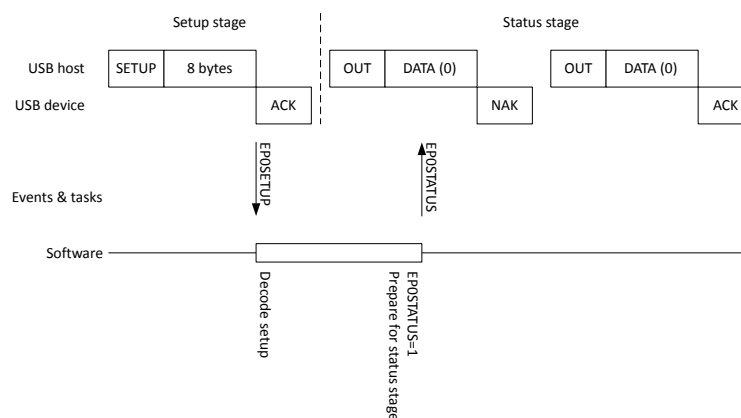 Setup stage
Status stage
USB host
SETUP
8 bytes
OUT
DATA (0)
OUT
DATA (0)
USB device
ACK
NAK
ACK
EP0SETUP
EP0STATUS
Events & tasks
Software
Decode setup
EP0STATUS=1
Prepare for status stage